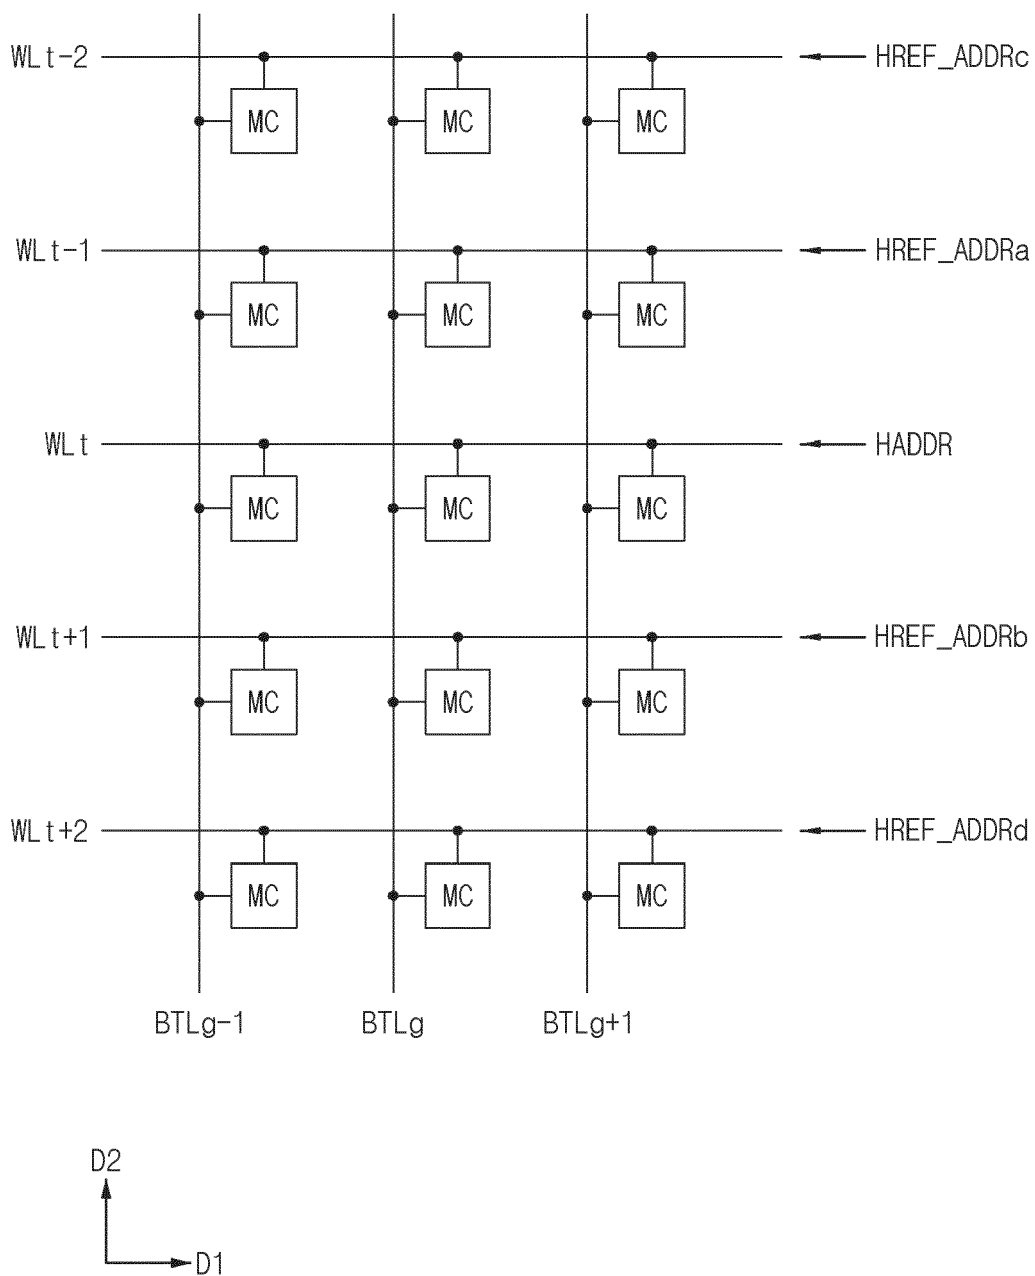 WLt-2 HREF_ADDRc
MC MC MC
WLt-1 HREF_ADDRa
MC MC MC
WLt HADDR
MC MC MC
WLt+1 HREF_ADDRb
MC MC MC
WLt+2 HREF_ADDRd
MC MC MC
BTLg-1 BTLg BTLg+1
D2
D1